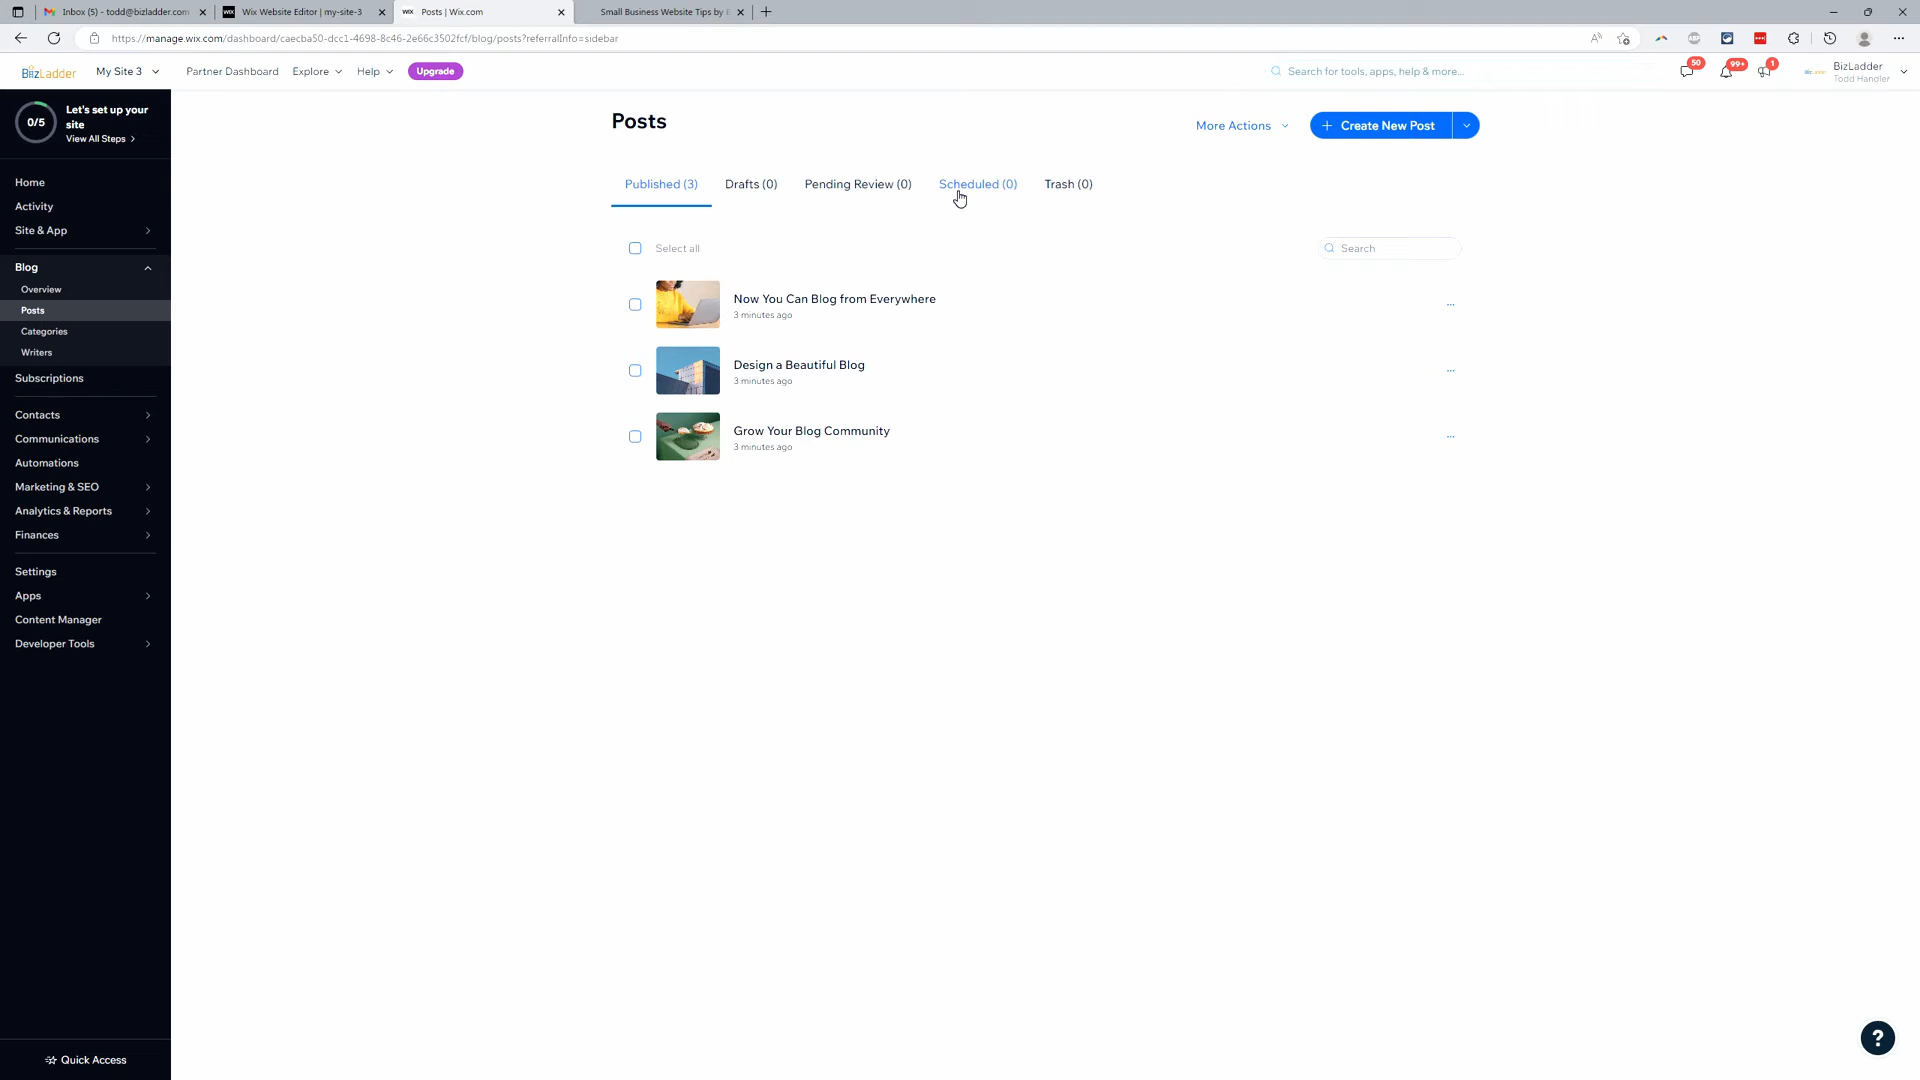 Inbox (5) - todd@bizladder.com
Wix Website Editor | my-site-3
Posts | Wix.com
Small Business Website Tips by E
https://manage.wix.com/dashboard/caecba50-dcc1-4698-8c46-2e66c3502fcf/blog/posts?referralInfo=sidebar
BizLadder
My Site 3
Partner Dashboard
Explore
Help
Upgrade
Search for tools, apps, help & more...
50
99+
1
BizLadder
Todd Handler
0/5
Let's set up your
site
View All Steps >
Home
Activity
Site & App
Blog
Overview
Posts
Categories
Writers
Subscriptions
Contacts
Communications
Automations
Marketing & SEO
Analytics & Reports
Finances
Settings
Apps
Content Manager
Developer Tools
Quick Access
Posts
More Actions
+ Create New Post
Published (3)
Drafts (0)
Pending Review (0)
Scheduled (0)
Trash (0)
Select all
Search
Now You Can Blog from Everywhere
3 minutes ago
...
Design a Beautiful Blog
3 minutes ago
...
Grow Your Blog Community
3 minutes ago
...
?